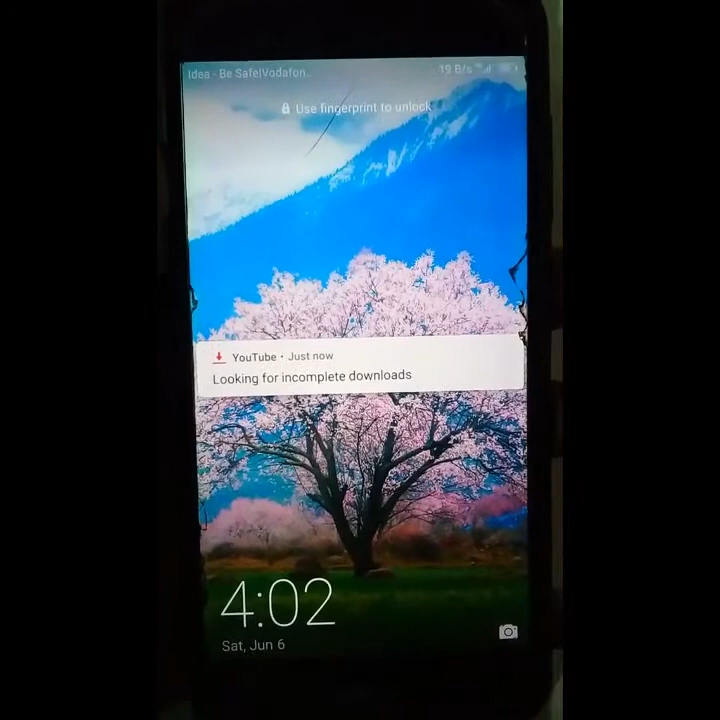 Idea - Be Safe|Vodafon..
19 B/s
Use fingerprint to unlock
YouTube • Just now
Looking for incomplete downloads
4:02
Sat, Jun 6